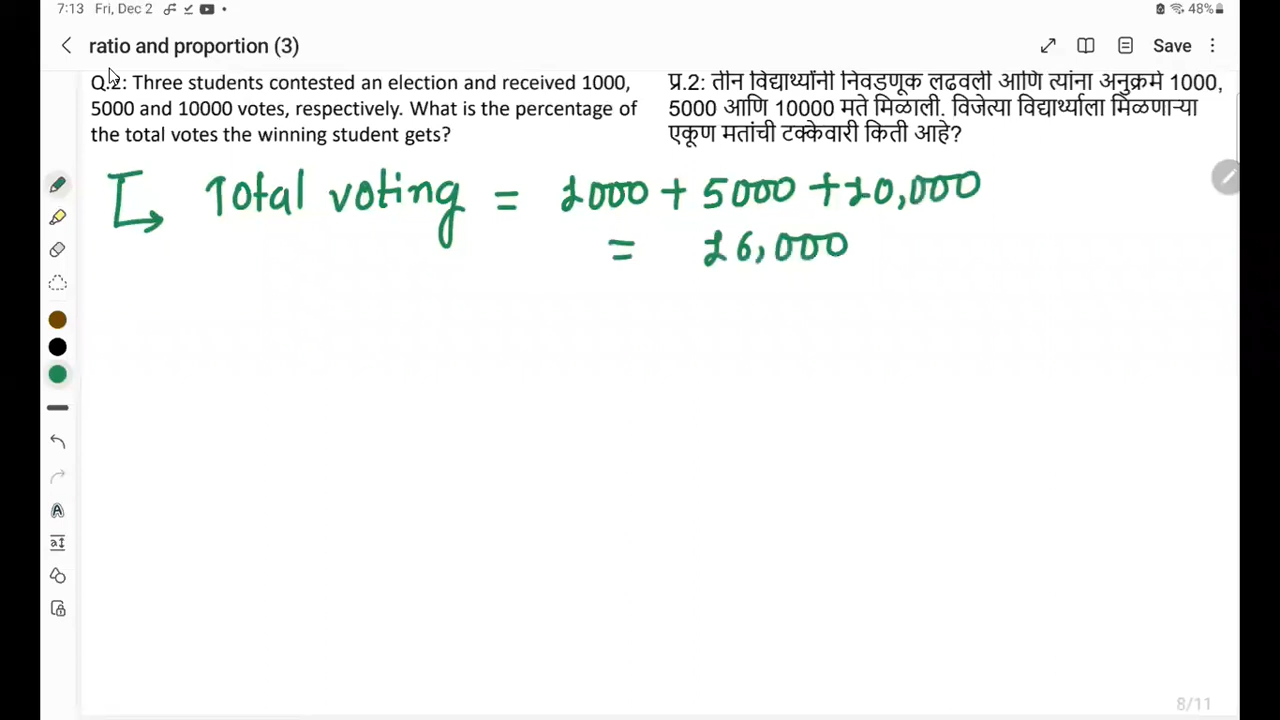 7:13 Fri, Dec 2
48%
ratio and proportion (3)
Save
Q.2: Three students contested an election and received 1000,
5000 and 10000 votes, respectively. What is the percentage of
the total votes the winning student gets?
प्र.2: तीन विद्यार्थ्यांनी निवडणूक लढवली आणि त्यांना अनुक्रमे 1000,
5000 आणि 10000 मते मिळाली. विजेत्या विद्यार्थ्याला मिळणाऱ्या
एकूण मतांची टक्केवारी किती आहे?
Total voting = 1000 + 5000 + 10,000
= 16,000
8/11